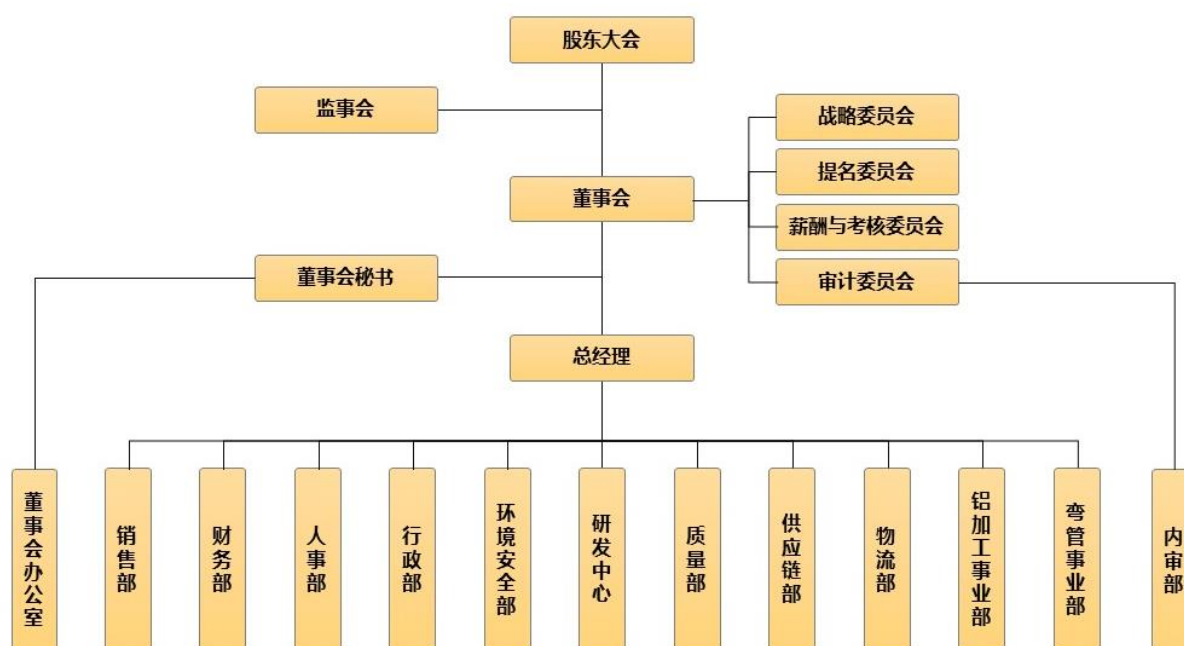 股东大会
监事会
战略委员会
提名委员会
董事会
薪酬与考核委员会
董事会秘书
审计委员会
总经理
董事会办公室
销售部
财务部
人事部
行政部
环境安全部
研发中心
质量部
供应链部
物流部
铝加工事业部
弯管事业部
内审部